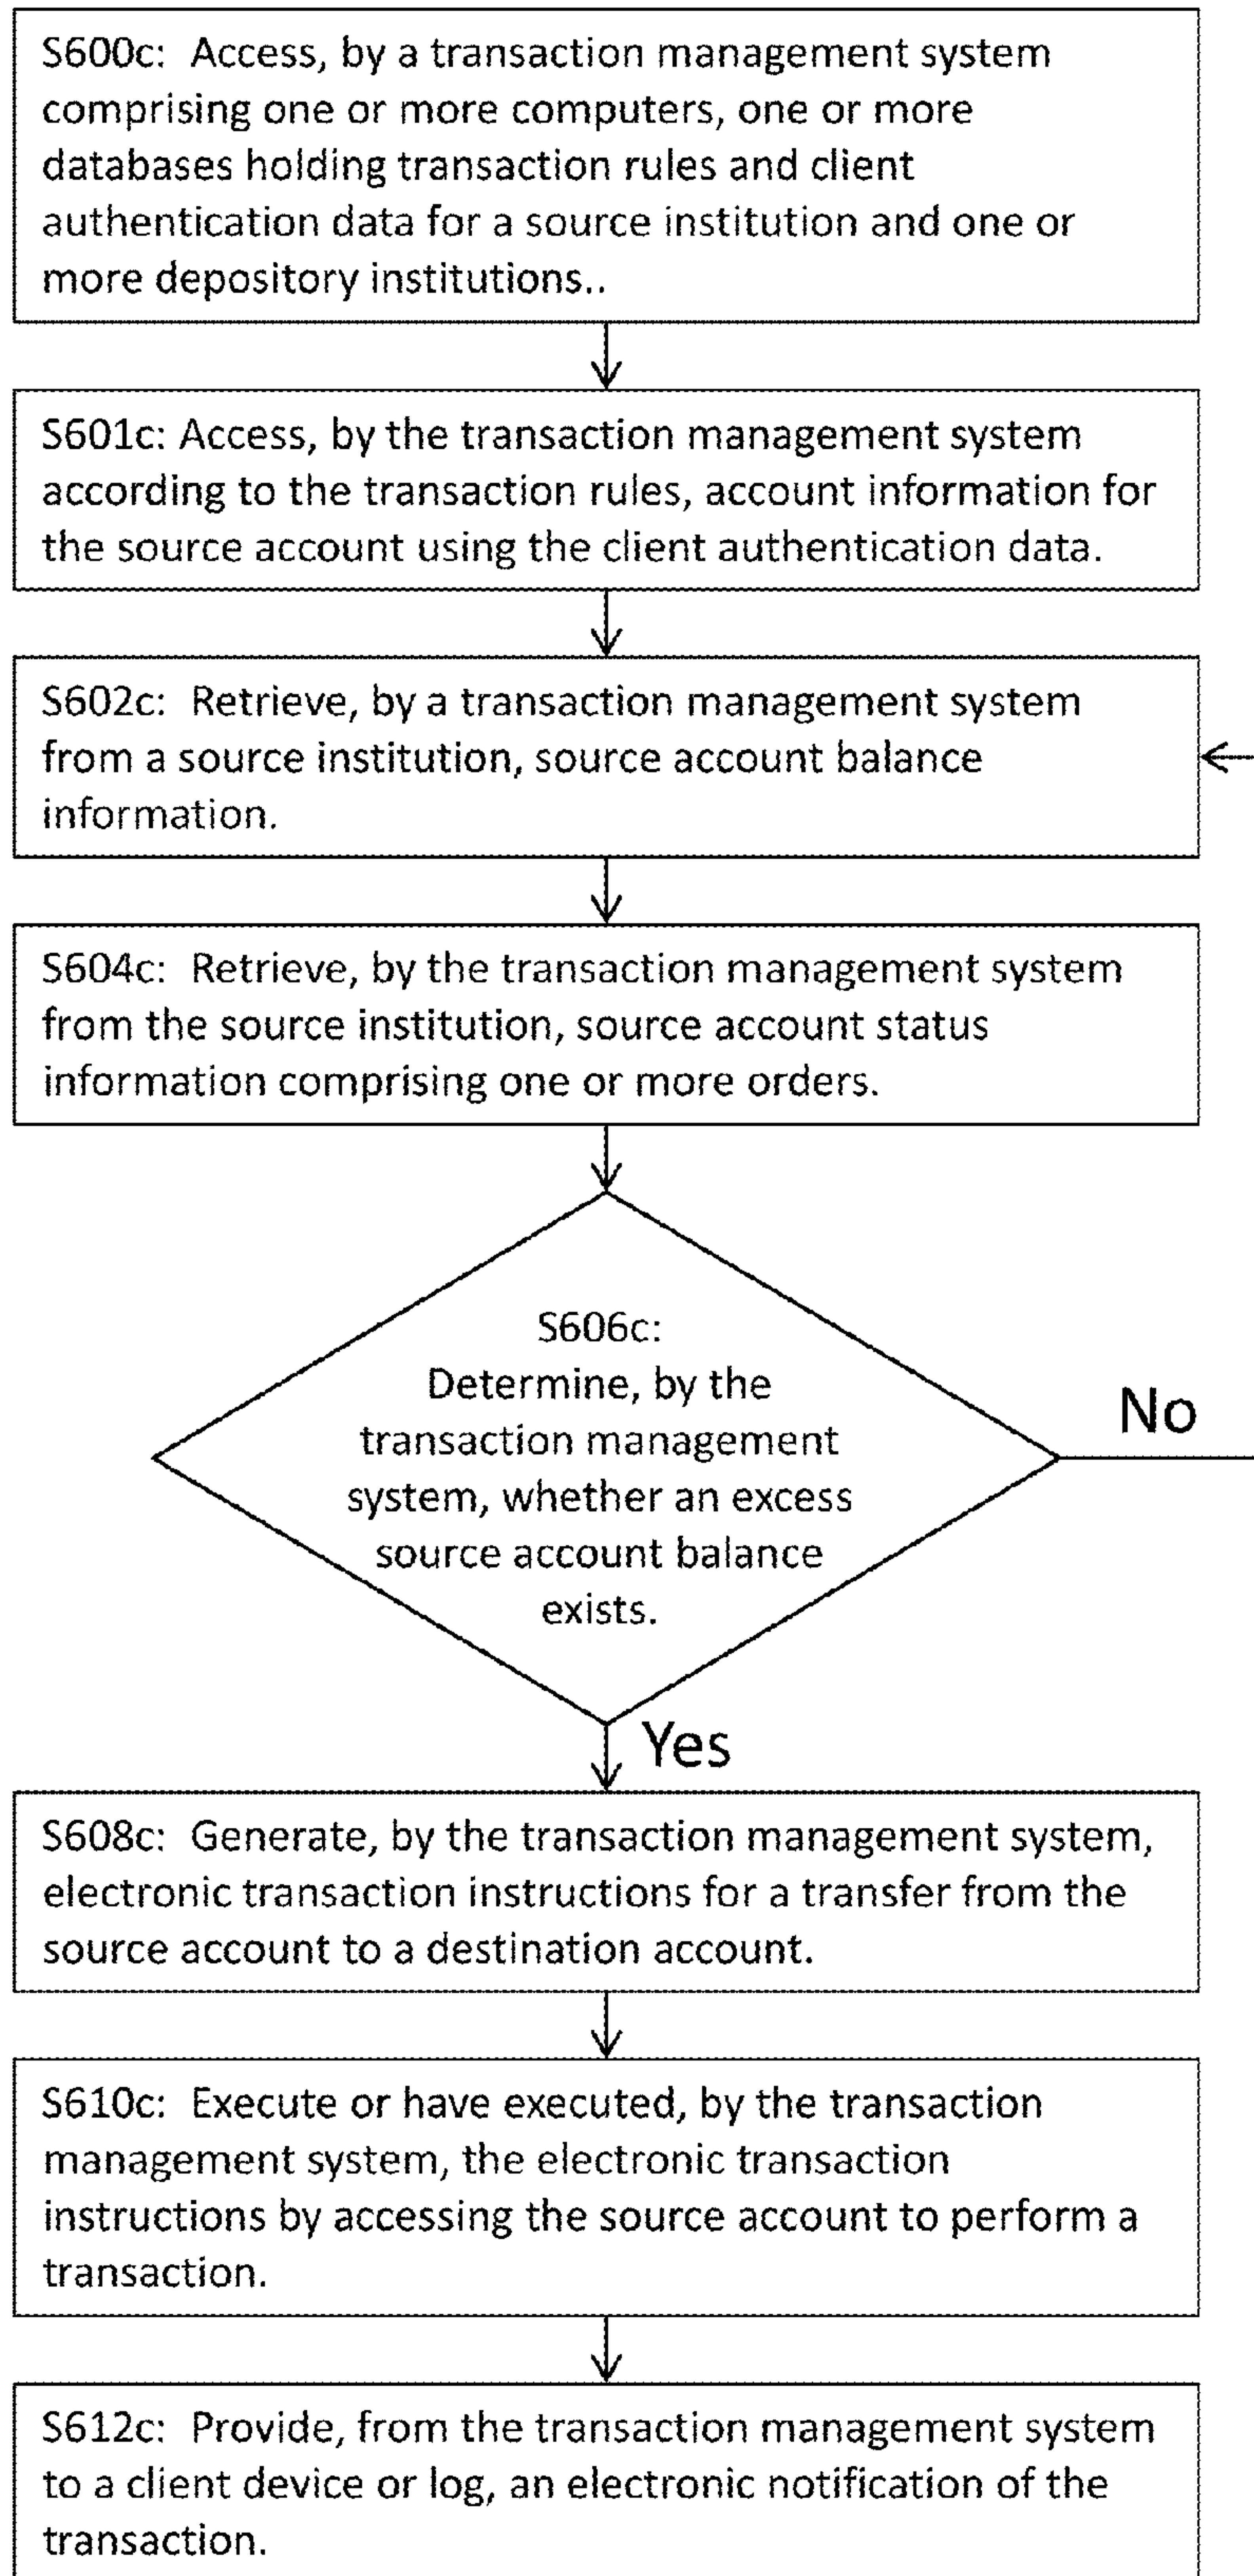 S600c: Access, by a transaction management system
comprising one or more computers, one or more
databases holding transaction rules and client
authentication data for a source institution and one or
more depository institutions..
S601c: Access, by the transaction management system
according to the transaction rules, account information for
the source account using the client authentication data.
S602c: Retrieve, by a transaction management system
from a source institution, source account balance
information.
S604c: Retrieve, by the transaction management system
from the source institution, source account status
information comprising one or more orders.
S606c:
Determine, by the
transaction management
system, whether an excess
source account balance
exists.
No
Yes
S608c: Generate, by the transaction management system,
electronic transaction instructions for a transfer from the
source account to a destination account.
S610c: Execute or have executed, by the transaction
management system, the electronic transaction
instructions by accessing the source account to perform a
transaction.
S612c: Provide, from the transaction management system
to a client device or log, an electronic notification of the
transaction.